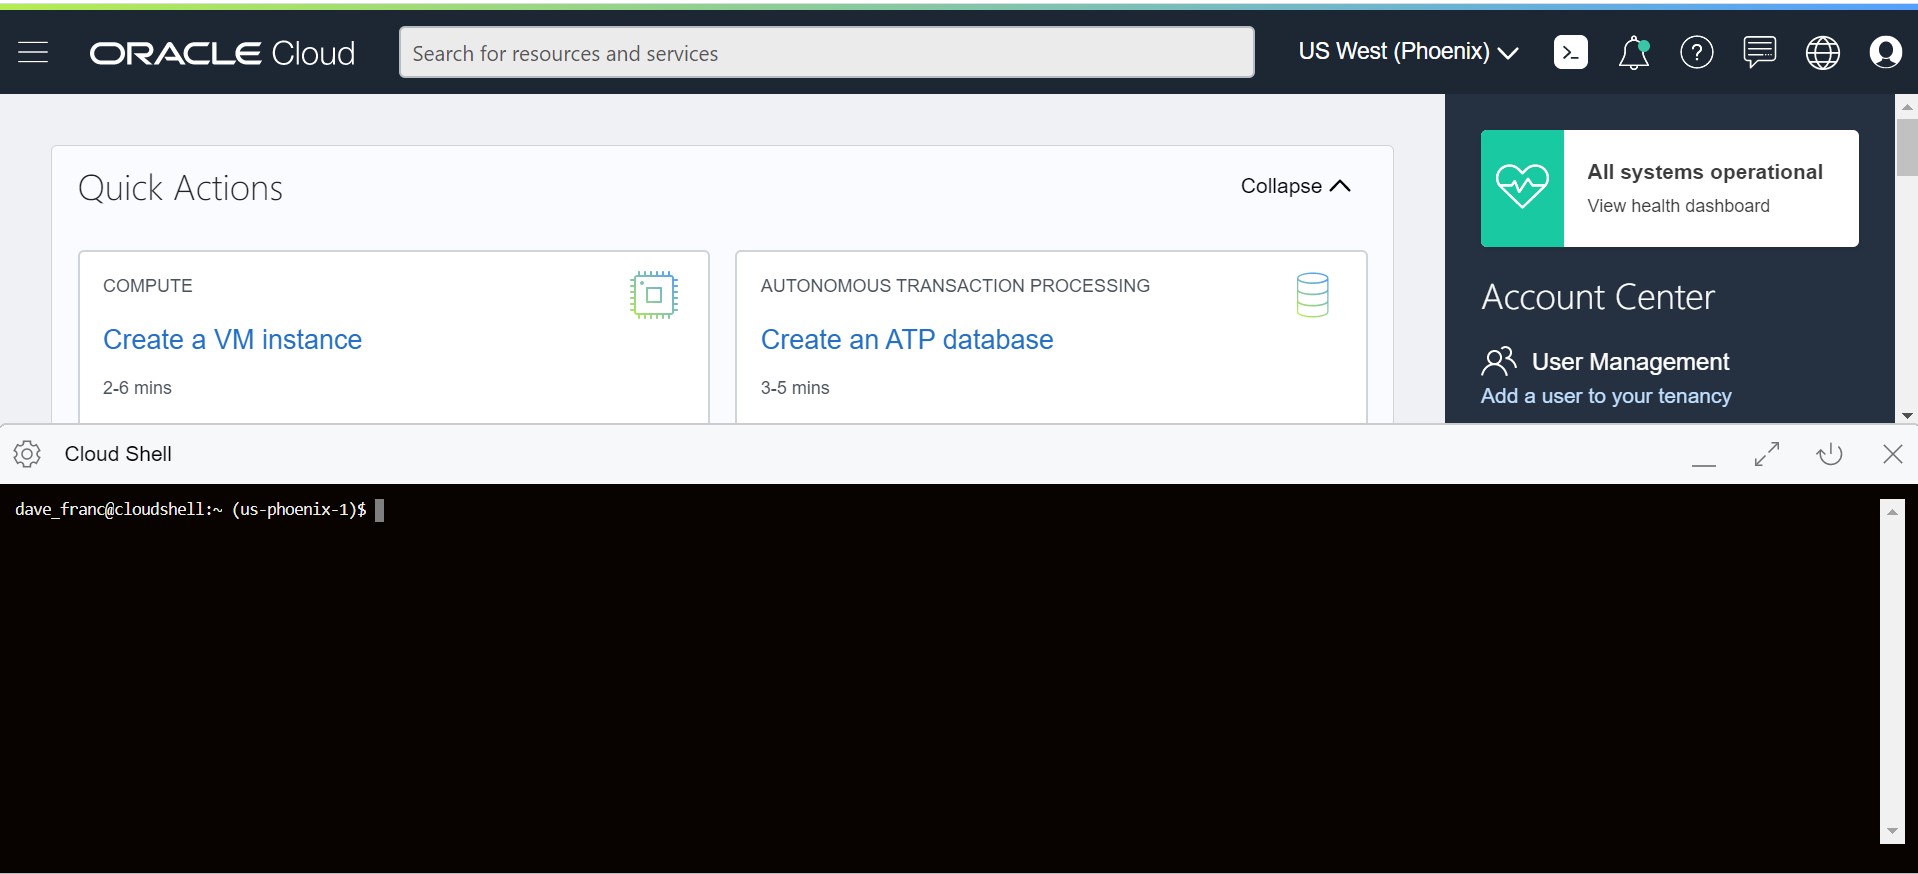 ORACLE Cloud
Search for resources and services
US West (Phoenix)
Quick Actions
Collapse
COMPUTE
Create a VM instance
2-6 mins
AUTONOMOUS TRANSACTION PROCESSING
Create an ATP database
3-5 mins
All systems operational
View health dashboard
Account Center
User Management
Add a user to your tenancy
Cloud Shell
dave_franc@cloudshell:~ (us-phoenix-1)$